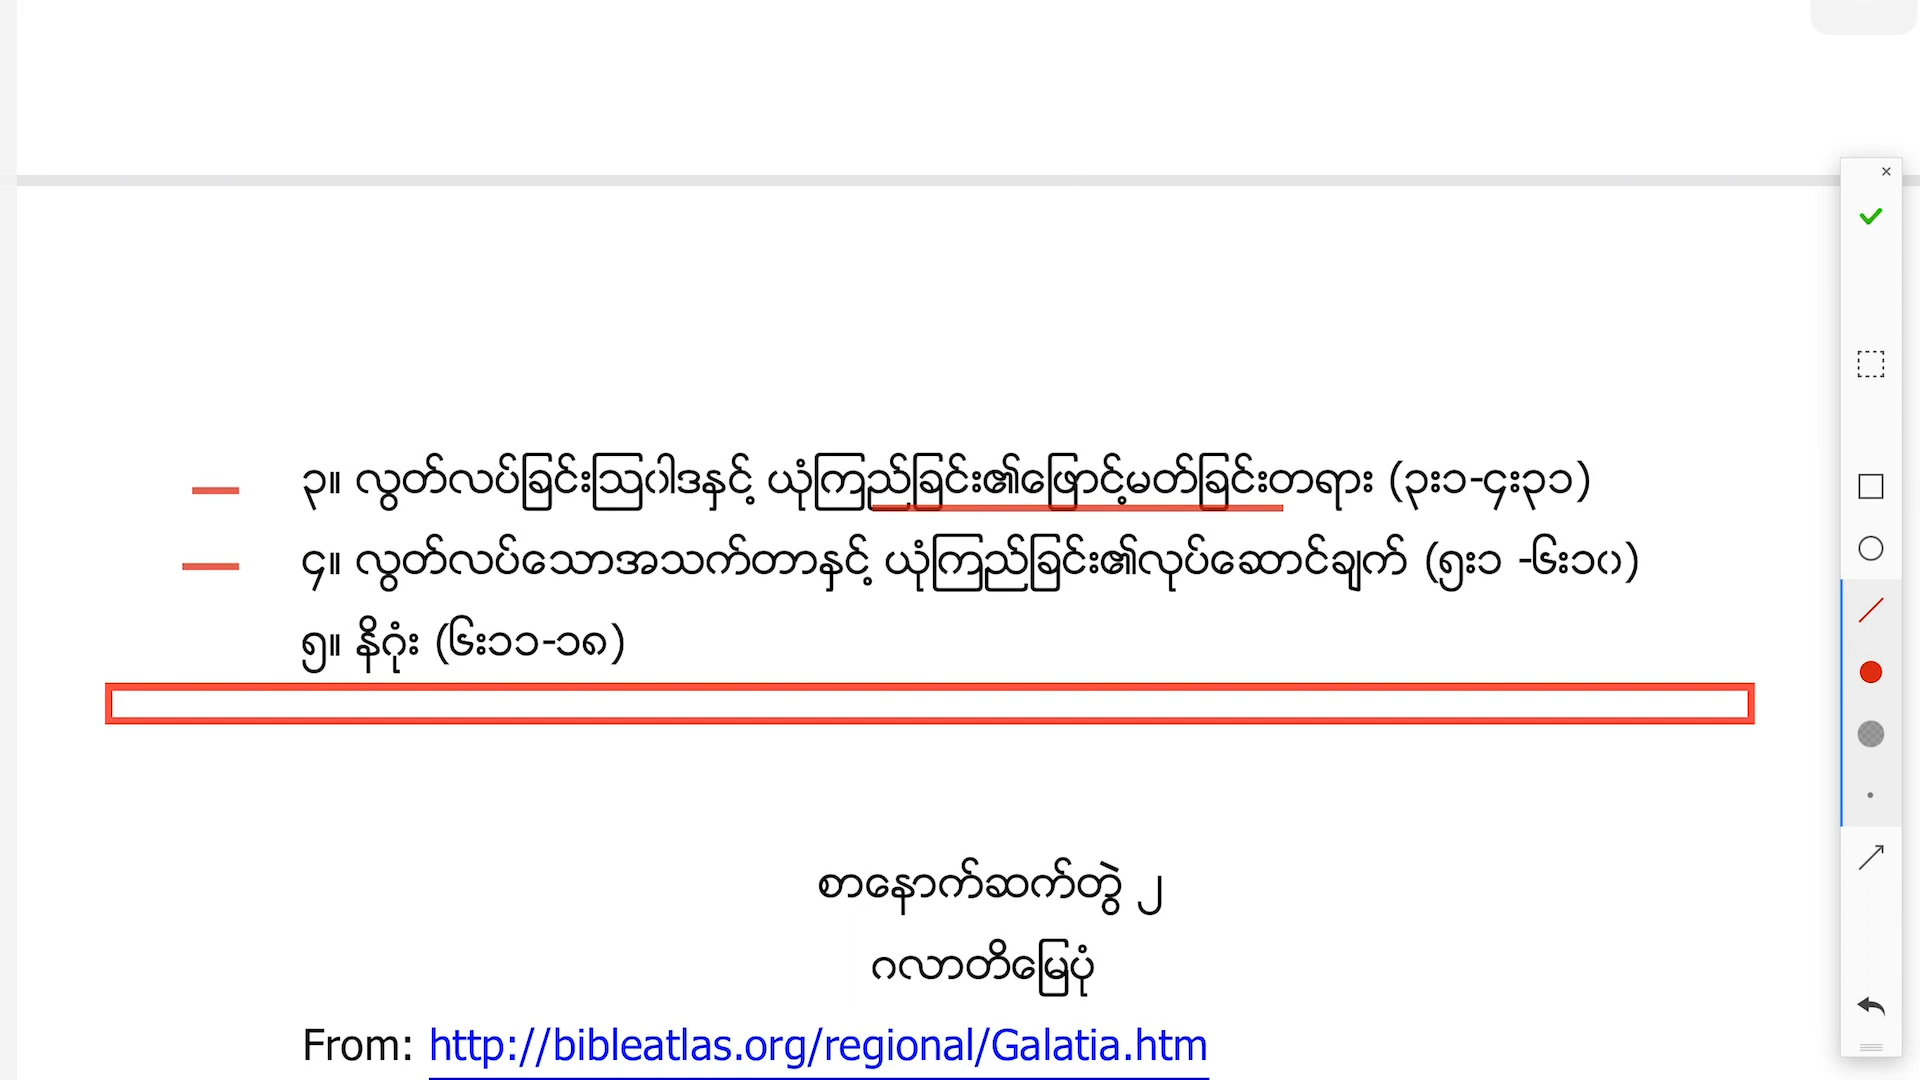 ၃။ လွတ်လပ်ခြင်းဩဝါဒနှင့် ယုံကြည်ခြင်း၏ဖြောင့်မတ်ခြင်းတရား (၃း၁-၄း၃၁)
၄။ လွတ်လပ်သောအသက်တာနှင့် ယုံကြည်ခြင်း၏လုပ်ဆောင်ချက် (၅း၁ -၆း၁၀)
၅။ နိဂုံး (၆း၁၁-၁၈)
စာနောက်ဆက်တွဲ ၂
ဂလာတိမြေပုံ
From: http://bibleatlas.org/regional/Galatia.htm